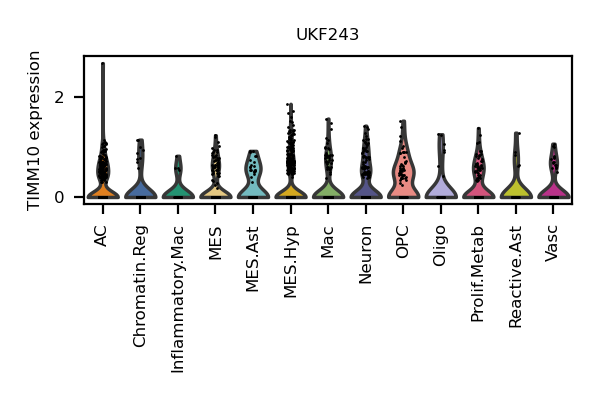 UKF243
TIMM10 expression
2
0
AC
Chromatin.Reg
Inflammatory.Mac
MES
MES.Ast
MES.Hyp
Mac
Neuron
OPC
Oligo
Prolif.Metab
Reactive.Ast
Vasc